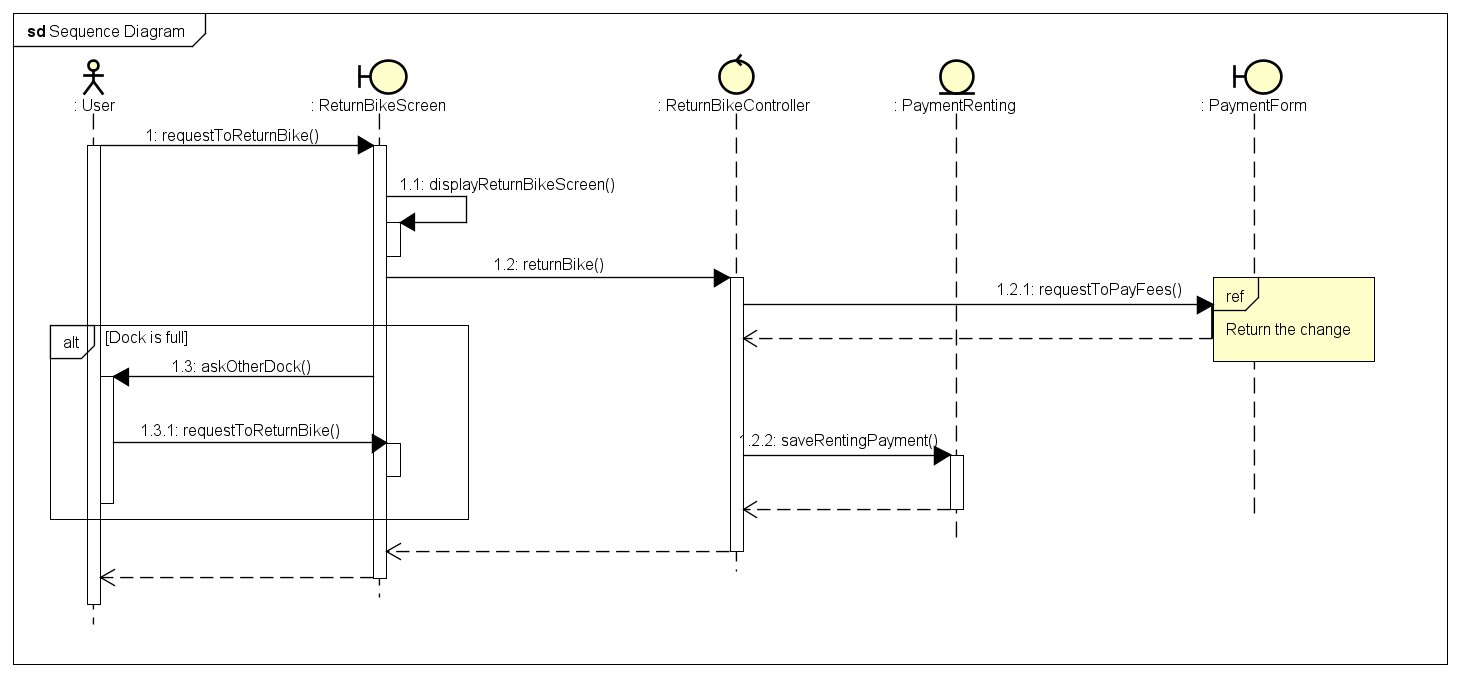 sd Sequence Diagram
: User
: ReturnBikeScreen
: ReturnBikeController
: PaymentRenting
: PaymentForm
1: requestToReturnBike()
1.1: displayReturnBikeScreen()
1.2: returnBike()
1.2.1: requestToPayFees()
ref
Return the change
alt
[Dock is full]
1.3: askOtherDock()
1.3.1: requestToReturnBike()
1.2.2: saveRentingPayment()